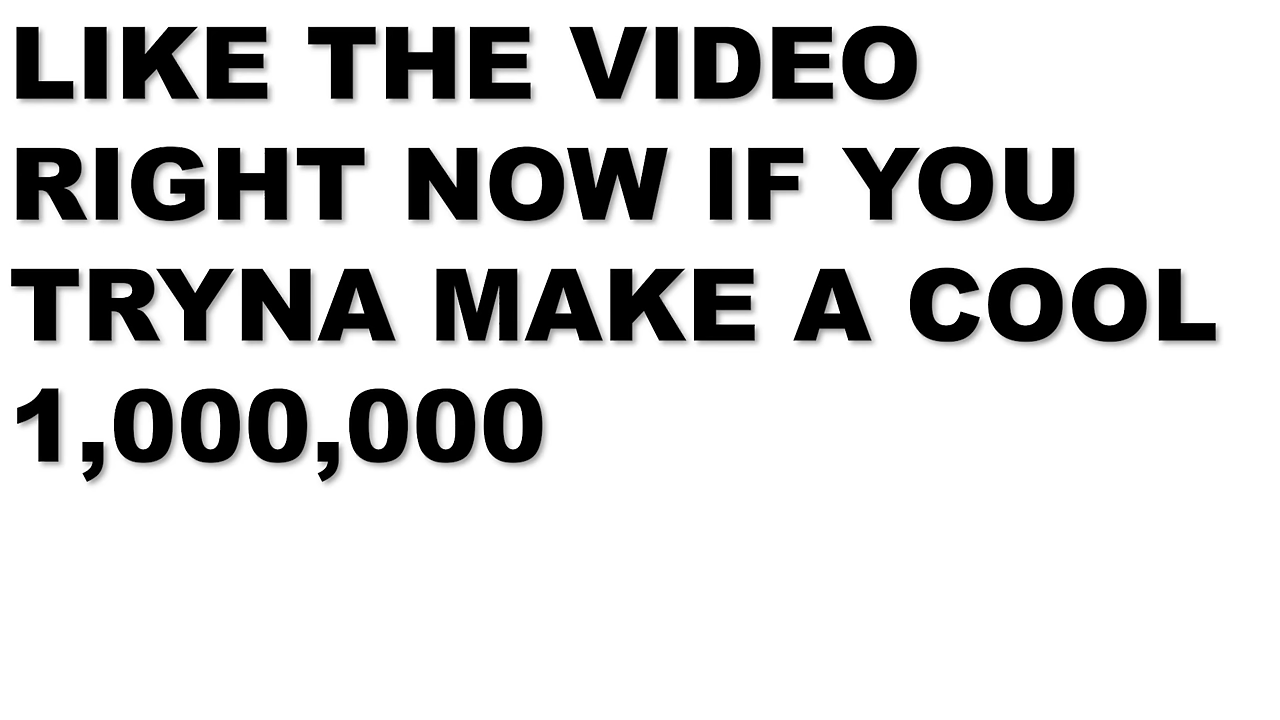 LIKE THE VIDEO
RIGHT NOW IF YOU
TRYNA MAKE A COOL
1,000,000